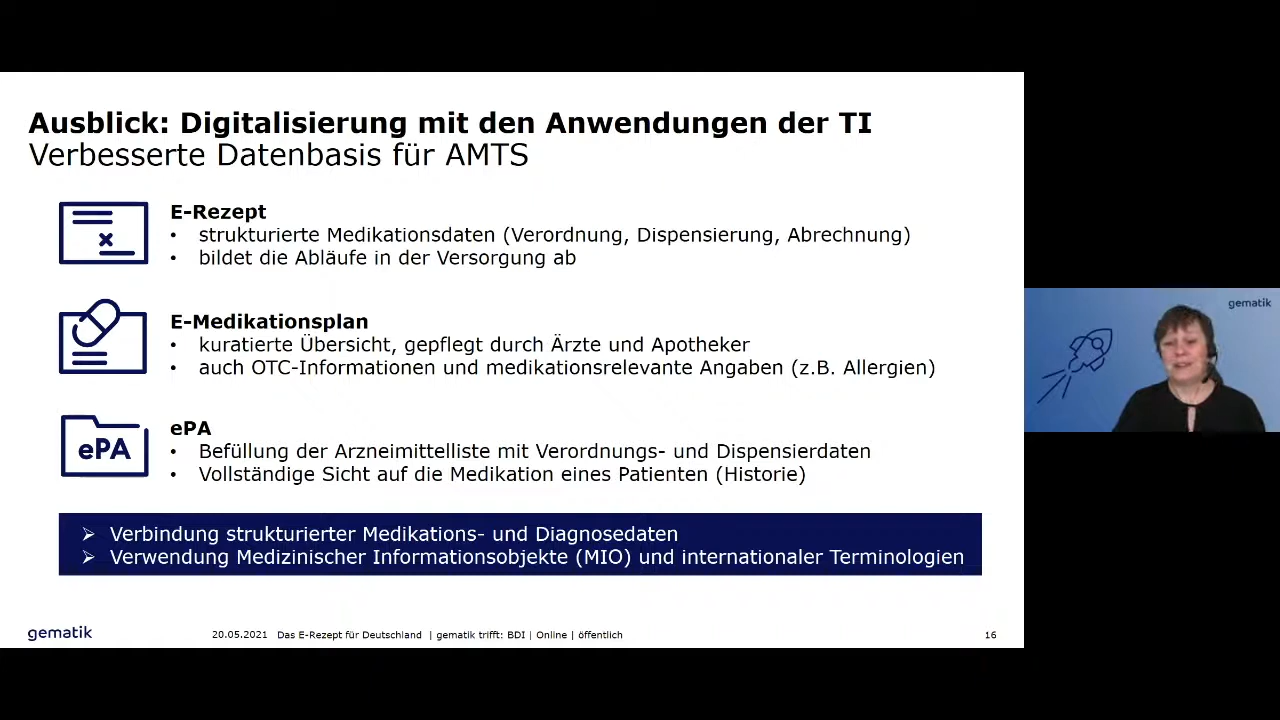 Ausblick: Digitalisierung mit den Anwendungen der TI
Verbesserte Datenbasis für AMTS
E-Rezept
• strukturierte Medikationsdaten (Verordnung, Dispensierung, Abrechnung)
• bildet die Abläufe in der Versorgung ab
E-Medikationsplan
• kuratierte Übersicht, gepflegt durch Ärzte und Apotheker
• auch OTC-Informationen und medikationsrelevante Angaben (z.B. Allergien)
ePA
ePA
• Befüllung der Arzneimittelliste mit Verordnungs- und Dispensierdaten
• Vollständige Sicht auf die Medikation eines Patienten (Historie)
➢ Verbindung strukturierter Medikations- und Diagnosedaten
➢ Verwendung Medizinischer Informationsobjekte (MIO) und internationaler Terminologien
gematik
20.05.2021 Das E-Rezept für Deutschland | gematik trifft: BDI | Online | öffentlich
16
gematik